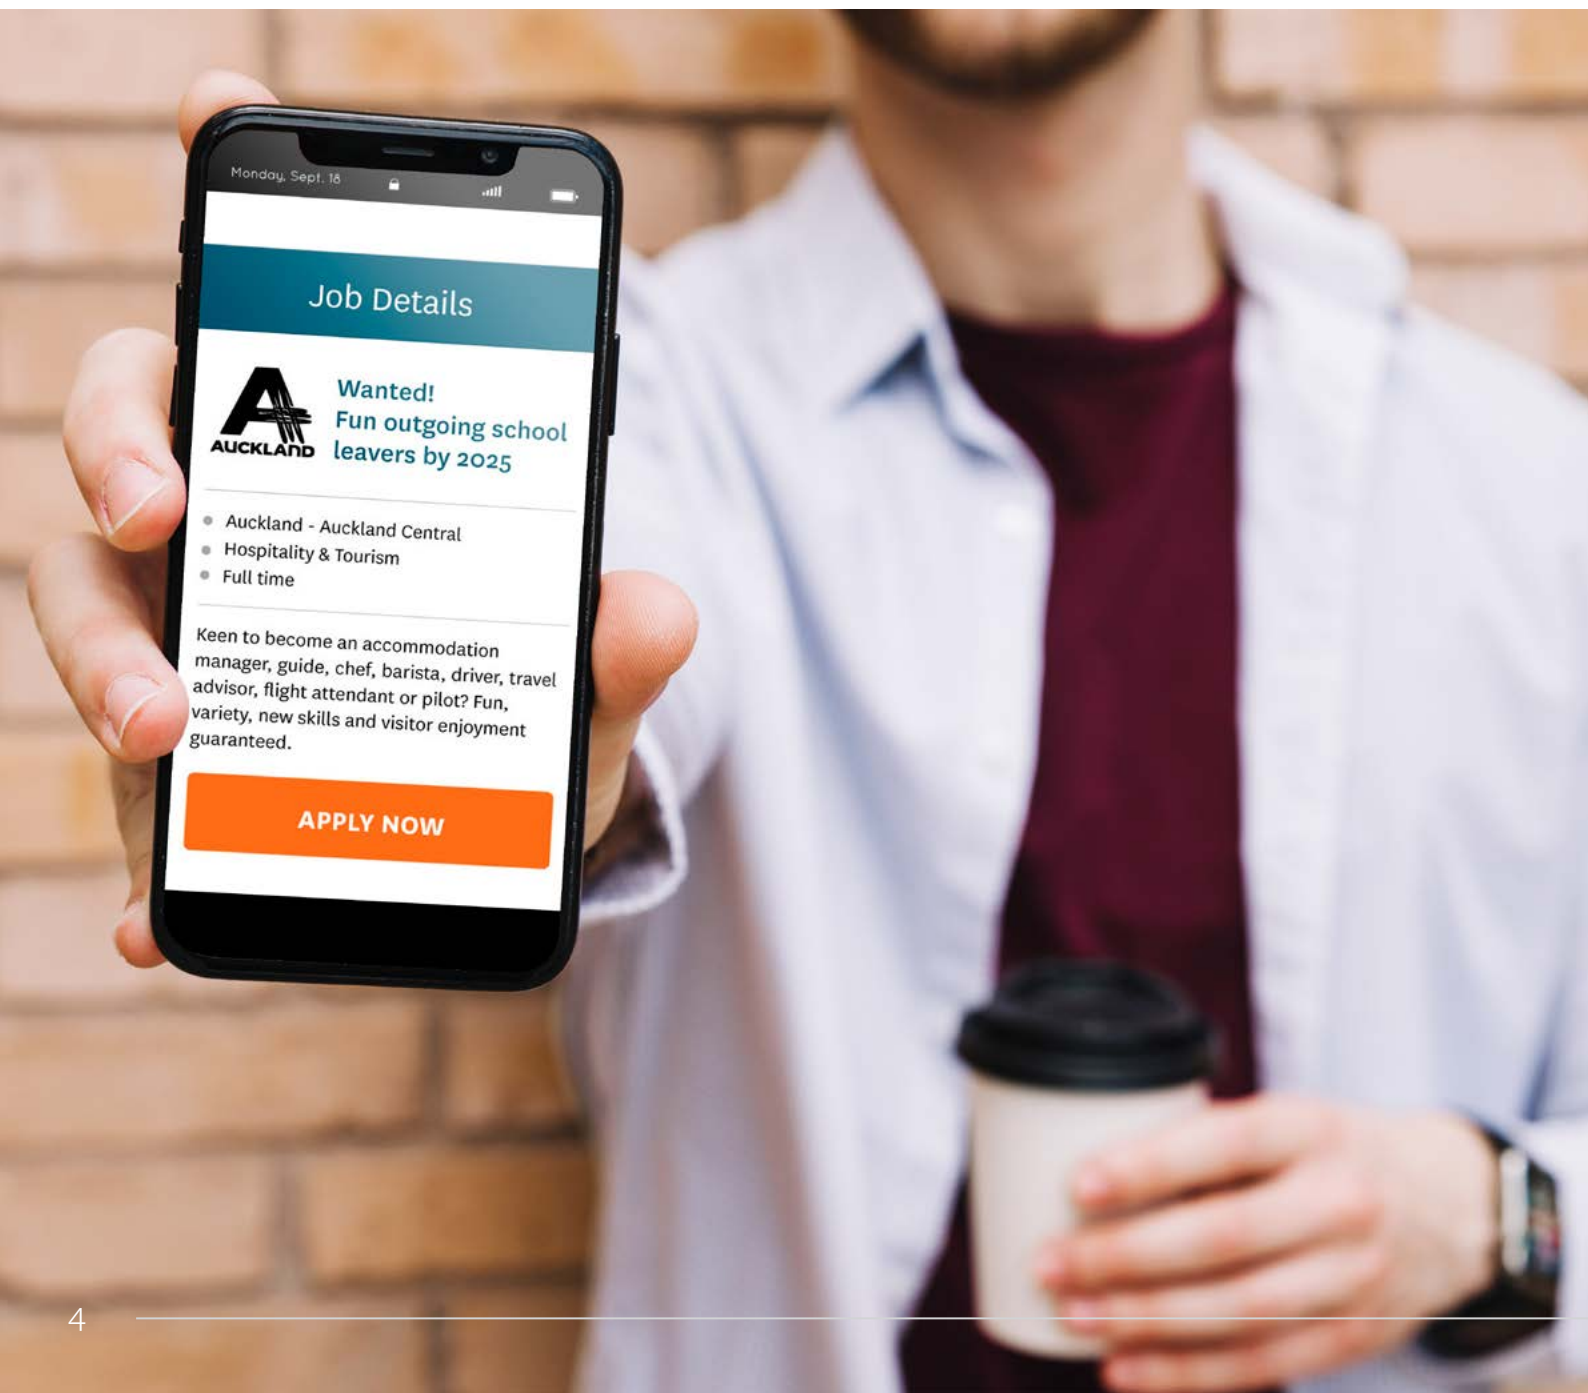 Monday, Sept. 18
Job Details
AUCKLAND
Wanted!
Fun outgoing school
leavers by 2025
Auckland - Auckland Central
Hospitality & Tourism
Full time
Keen to become an accommodation
manager, guide, chef, barista, driver, travel
advisor, flight attendant or pilot? Fun,
variety, new skills and visitor enjoyment
guaranteed.
APPLY NOW
4